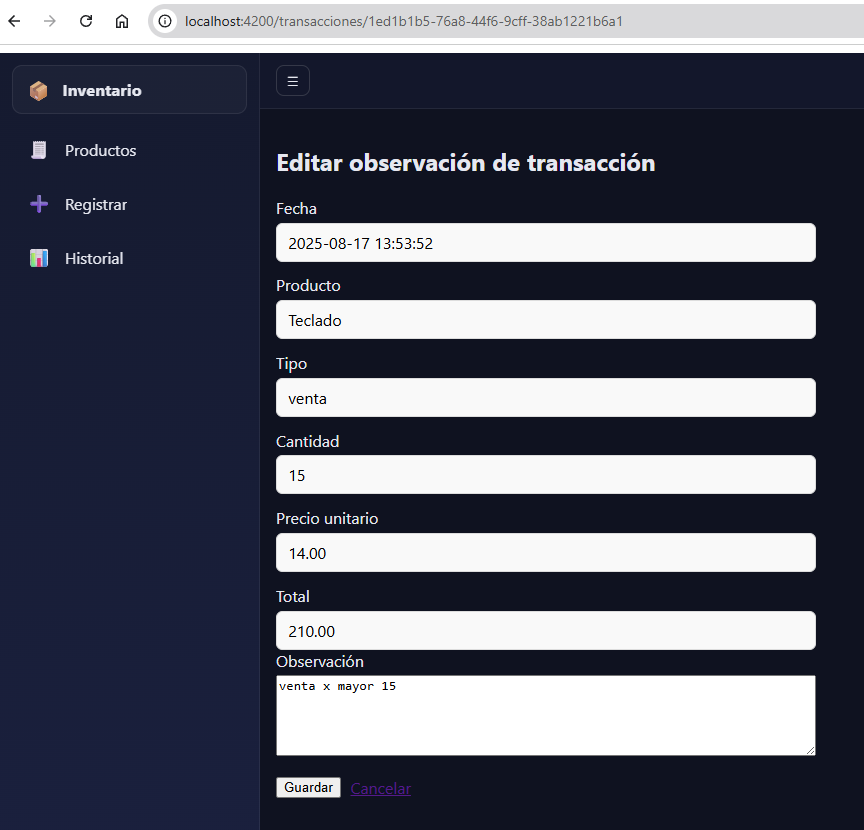 localhost:4200/transacciones/1ed1b1b5-76a8-44f6-9cff-38ab1221b6a1
Inventario
Productos
Registrar
Historial
Editar observación de transacción
Fecha
2025-08-17 13:53:52
Producto
Teclado
Tipo
venta
Cantidad
15
Precio unitario
14.00
Total
210.00
Observación
venta x mayor 15
Guardar Cancelar